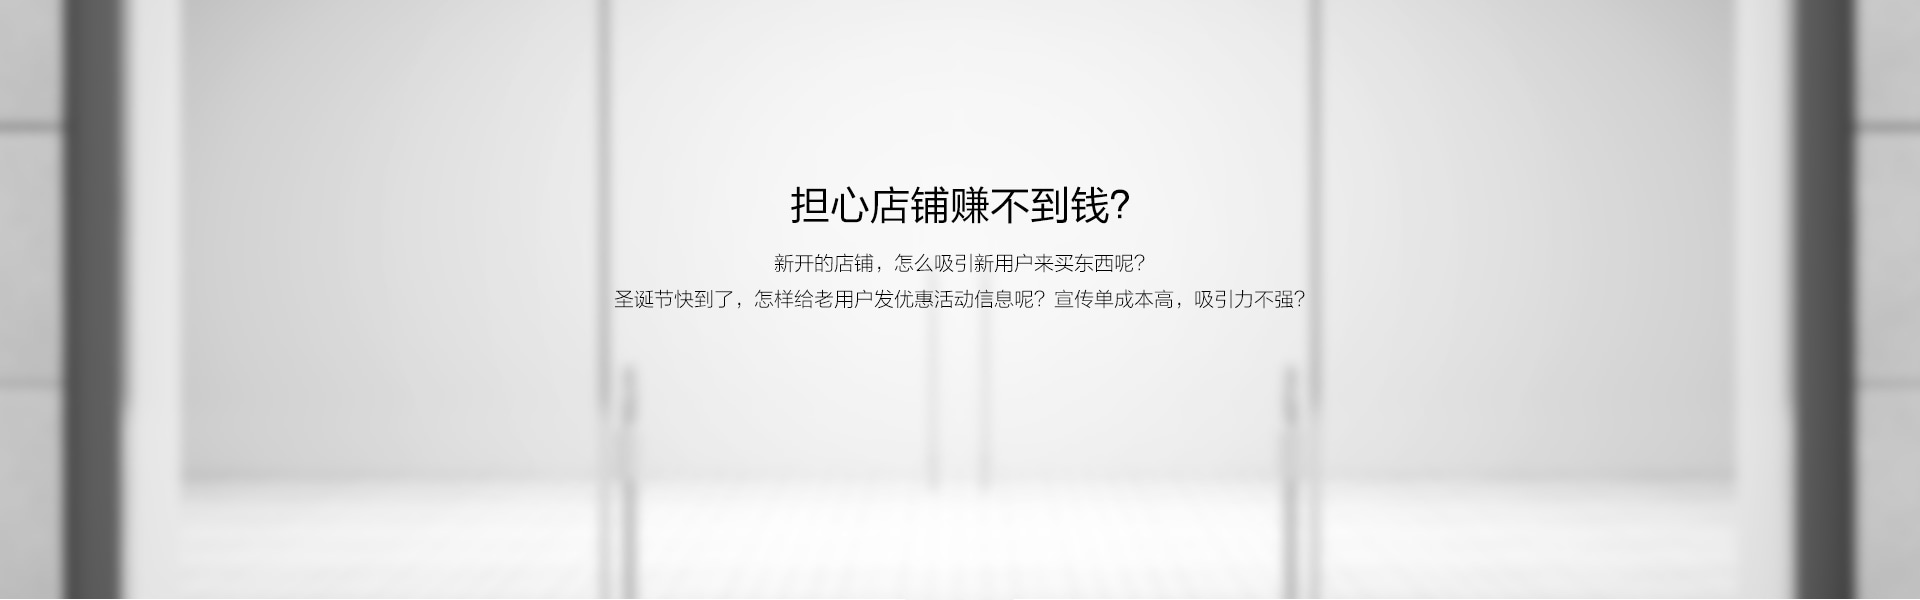 担心店铺赚不到钱?
新开的店铺，怎么吸引新用户来买东西呢?
圣诞节快到了，怎样给老用户发优惠活动信息呢? 宣传单成本高，吸引力不强?